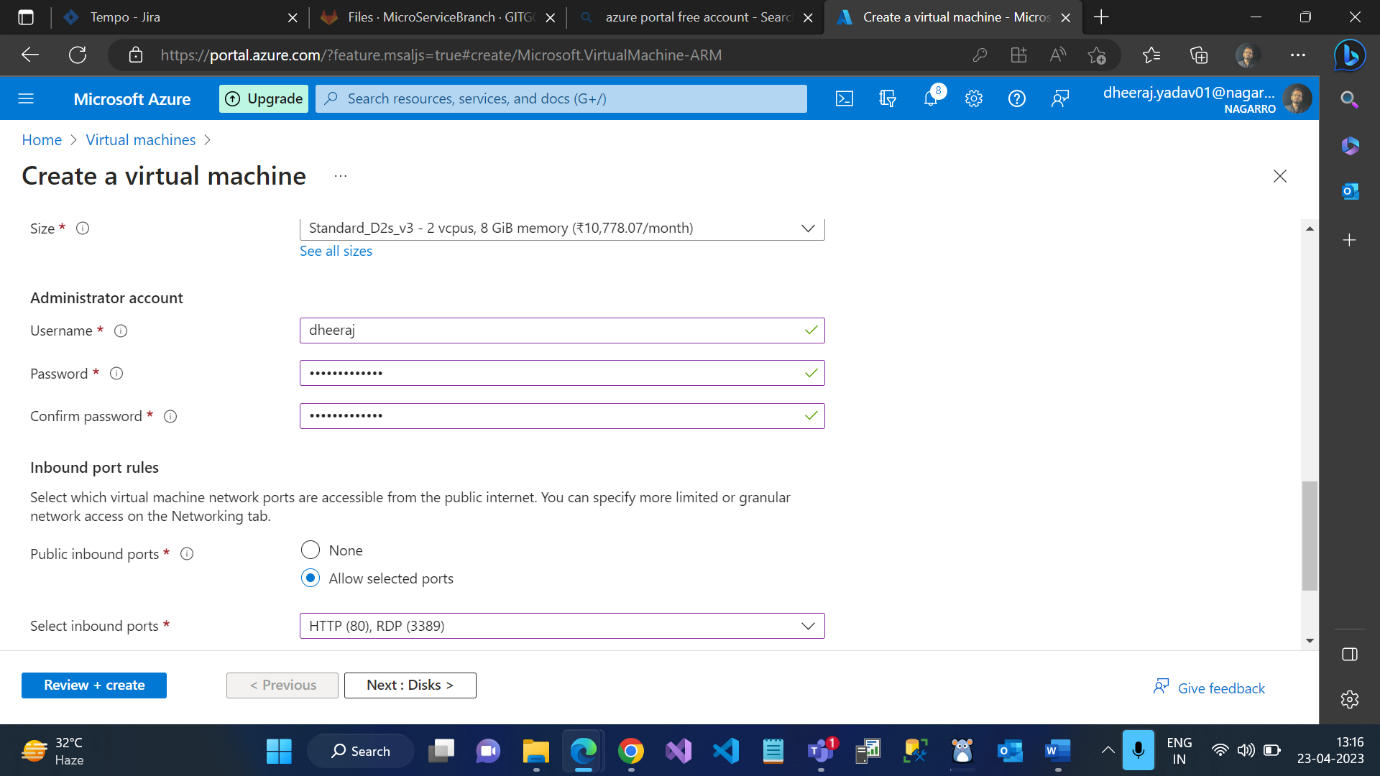 Tempo - Jira
Files · MicroServiceBranch · GITGO
azure portal free account - Search
Create a virtual machine - Micros
https://portal.azure.com/?feature.msaljs=true#create/Microsoft.VirtualMachine-ARM
Microsoft Azure
Upgrade
Search resources, services, and docs (G+/)
8
dheeraj.yadav01@nagar...
NAGARRO
Home > Virtual machines >
Create a virtual machine ...
Size *
Standard_D2s_v3 - 2 vcpus, 8 GiB memory (₹10,778.07/month)
See all sizes
Administrator account
Username *
dheeraj
Password *
•••••••••••••
Confirm password *
•••••••••••••
Inbound port rules
Select which virtual machine network ports are accessible from the public internet. You can specify more limited or granular
network access on the Networking tab.
Public inbound ports *
None
Allow selected ports
Select inbound ports *
HTTP (80), RDP (3389)
Review + create
< Previous
Next : Disks >
Give feedback
32°C
Haze
Search
1
ENG
IN
13:16
23-04-2023